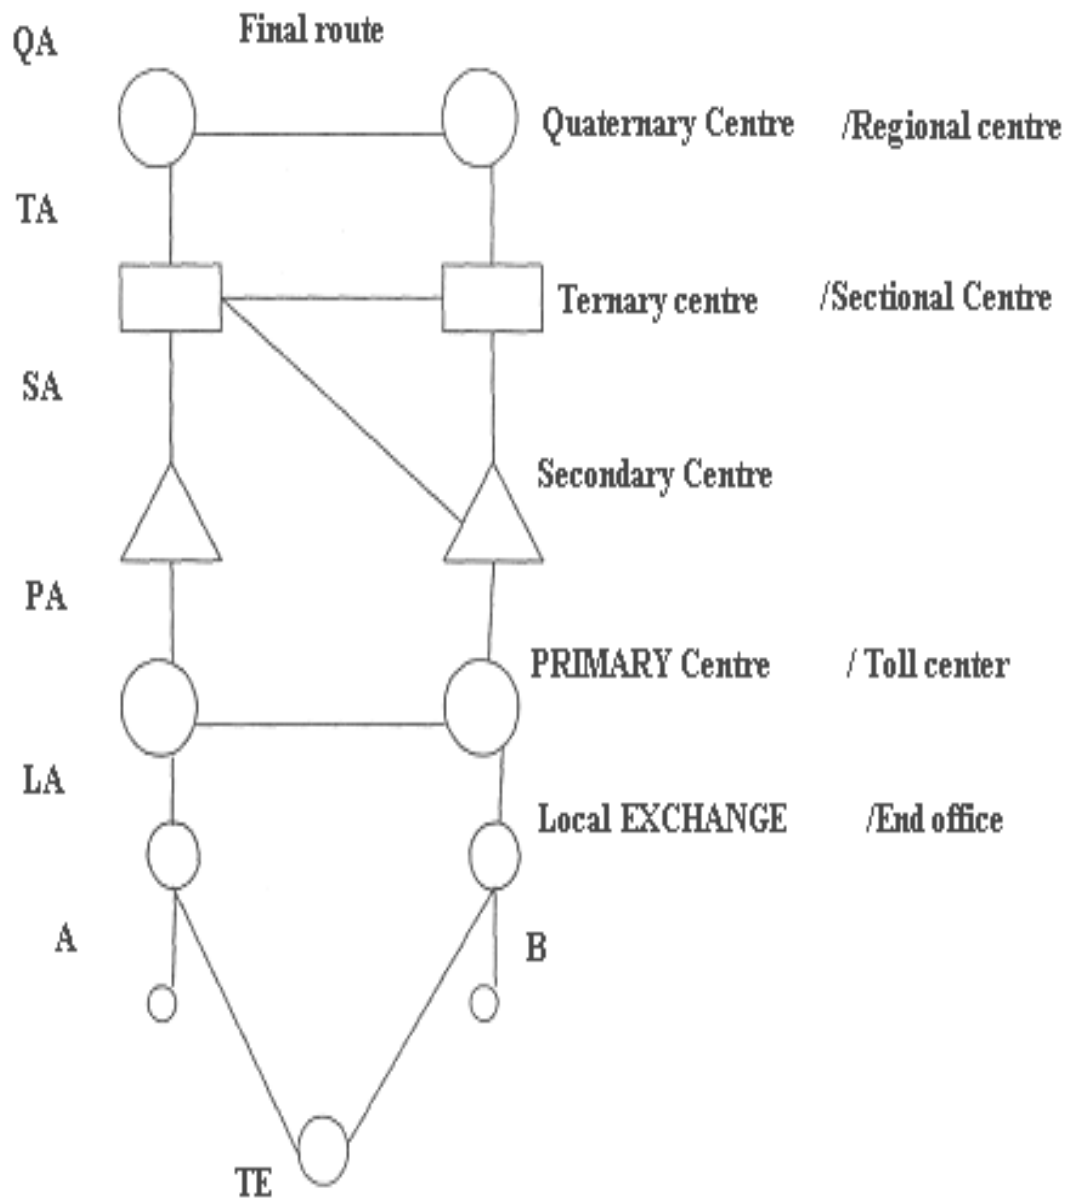 QA Final route
Quaternary Centre /Regional centre
TA
Ternary centre /Sectional Centre
SA
Secondary Centre
PA
PRIMARY Centre / Toll center
LA
Local EXCHANGE /End office
A B
TE